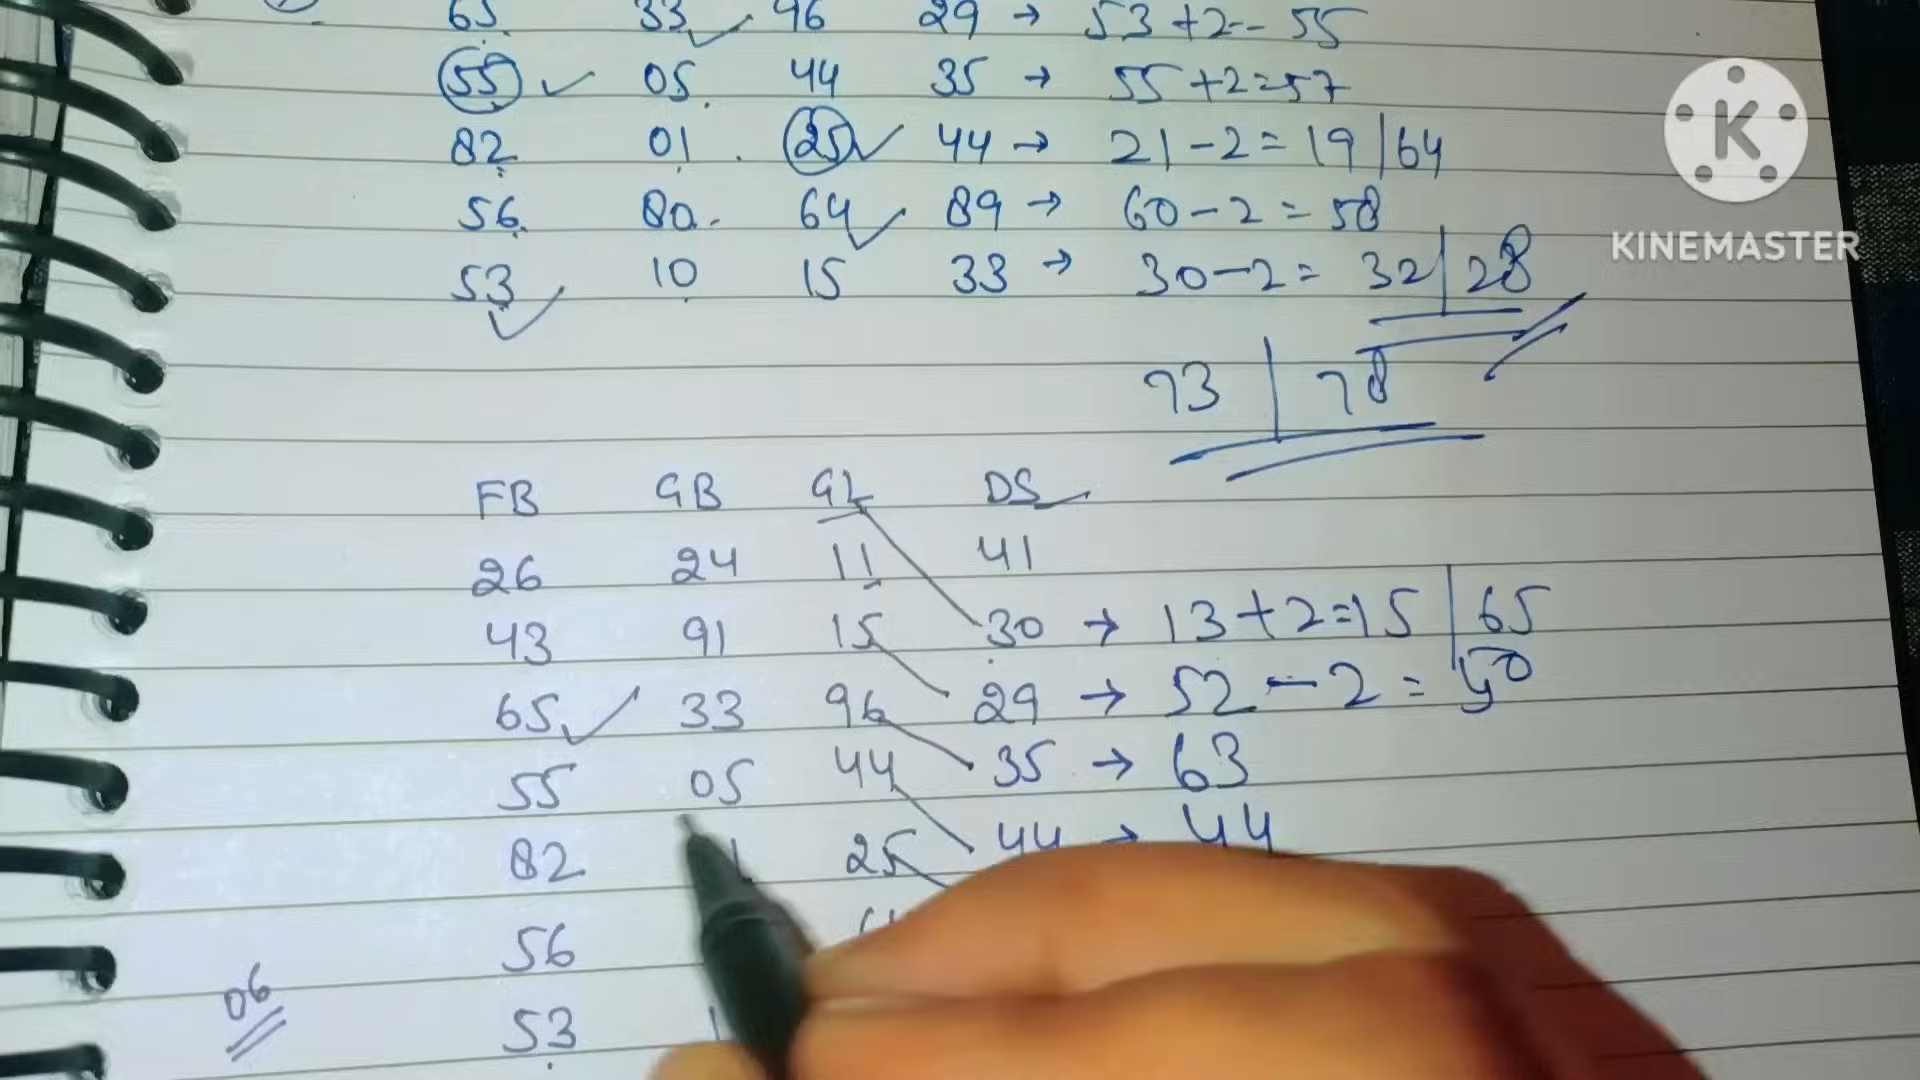 65 33 96 29 → 53+2=55
55 05 44 35 → 55+2=57
82 01 25 44 → 21-2=19|64
56 80 64 89 → 60-2=58
53 10 15 33 → 30-2=32|28
73|78
FB GB GL DS
26 24 11 41
43 91 15 30 → 13+2=15|65
65 33 96 29 → 52-2=50
55 05 44 35 → 63
82 25 44 → 44
56
53
06
K
KINEMASTER